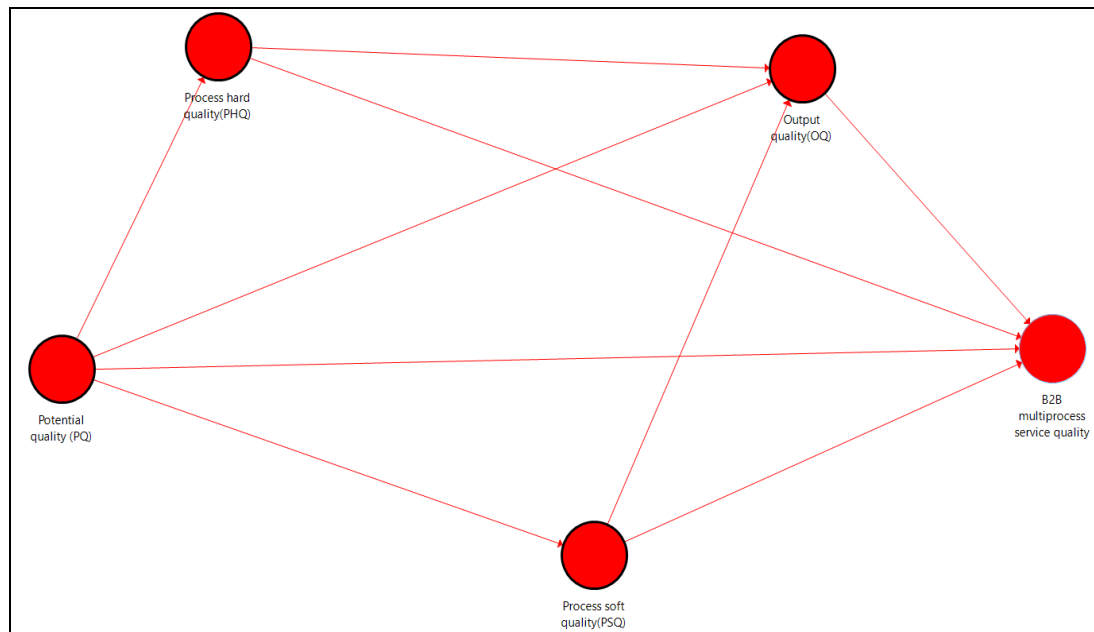 Process hard
quality(PHQ)
Output
quality(OQ)
Potential
quality (PQ)
B2B
multiprocess
service quality
Process soft
quality(PSQ)